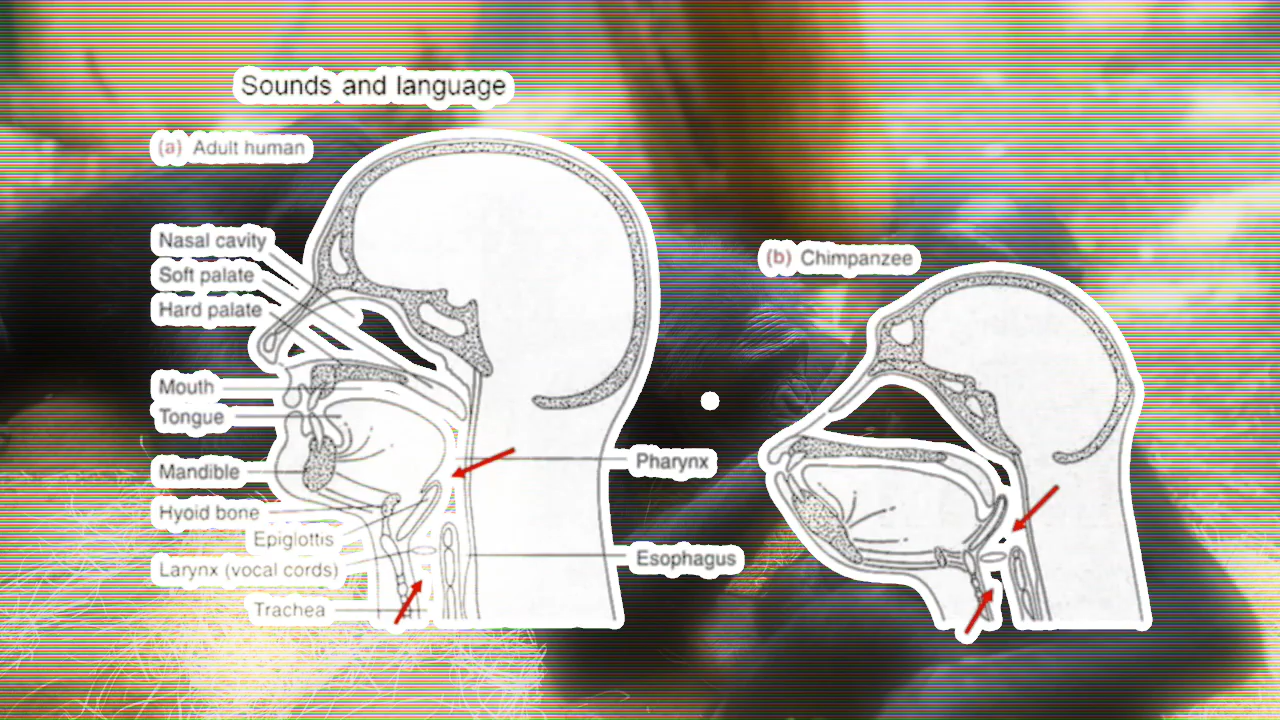 Sounds and language
(a) Adult human
Nasal cavity
Soft palate
Hard palate
Mouth
Tongue
Mandible
Hyoid bone
Epiglottis
Larynx (vocal cords)
Trachea
Pharynx
Esophagus
(b) Chimpanzee